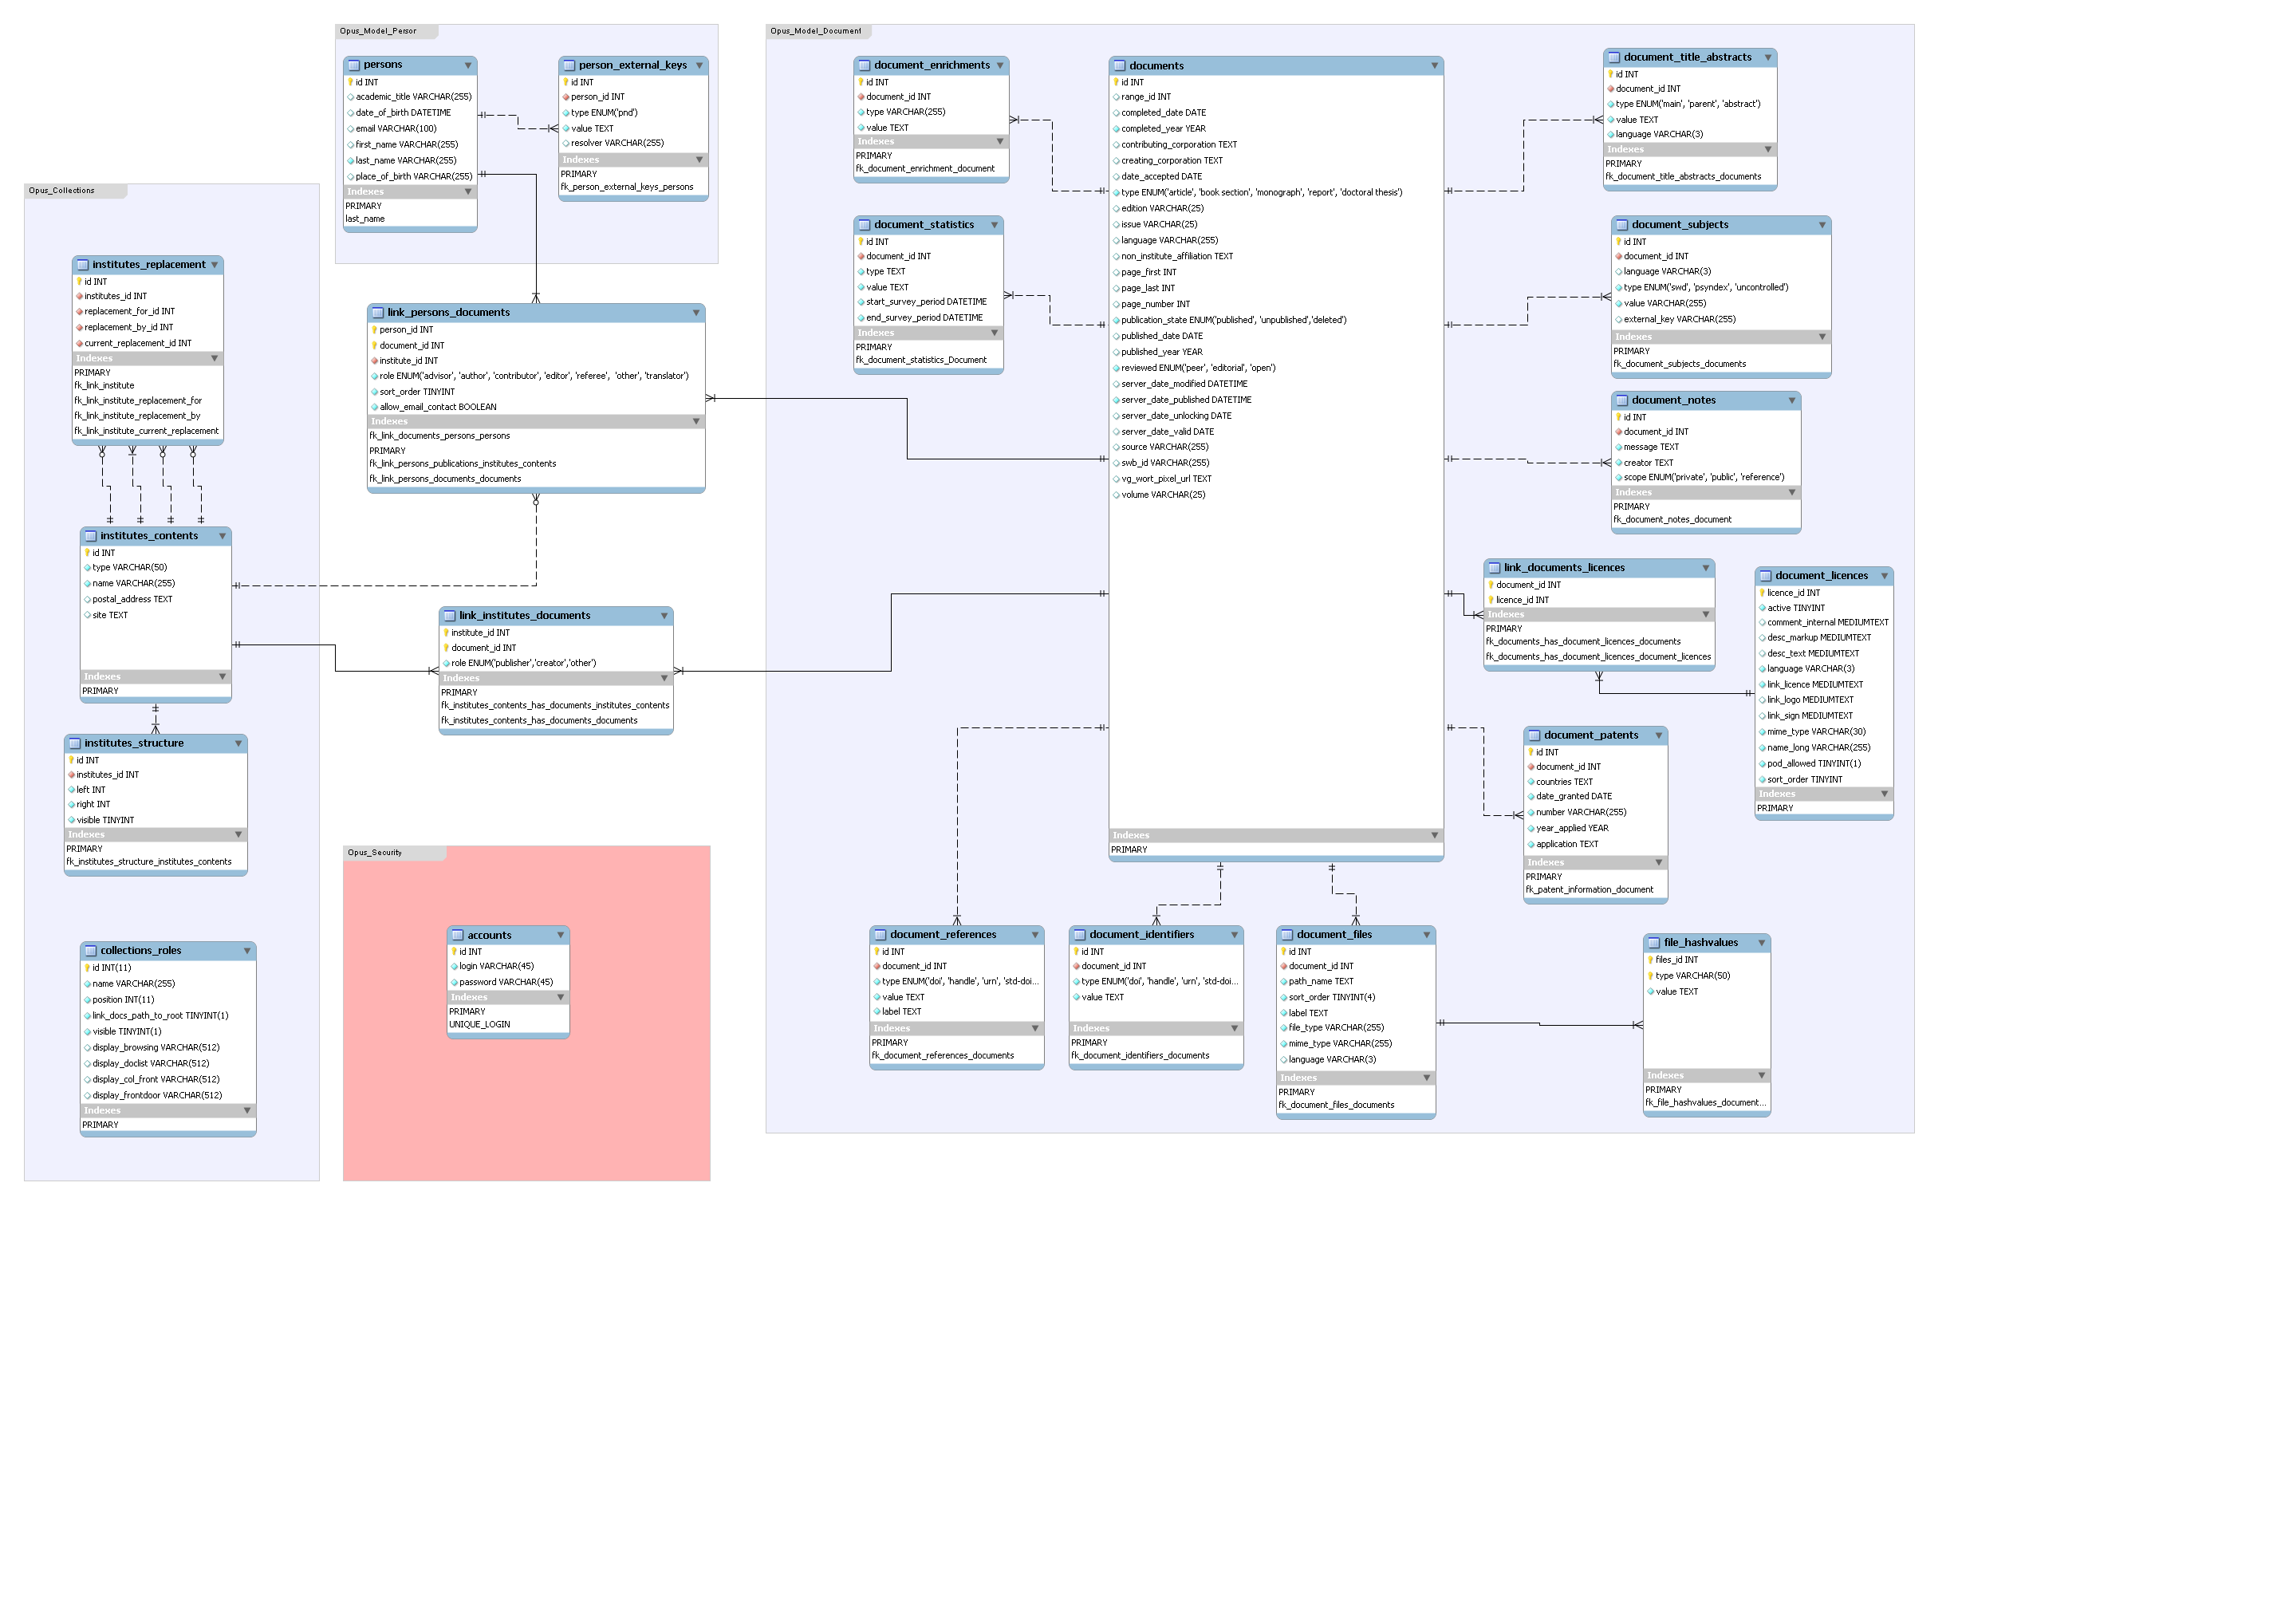 Opus_Model_Person
persons
id INT
academic_title VARCHAR(255)
date_of_birth DATETIME
email VARCHAR(100)
first_name VARCHAR(255)
last_name VARCHAR(255)
place_of_birth VARCHAR(255)
Indexes
PRIMARY
last_name
person_external_keys
id INT
person_id INT
type ENUM('pnd')
value TEXT
resolver VARCHAR(255)
Indexes
PRIMARY
fk_person_external_keys_persons
Opus_Collections
institutes_replacement
id INT
institutes_id INT
replacement_for_id INT
replacement_by_id INT
current_replacement_id INT
Indexes
PRIMARY
fk_link_institute
fk_link_institute_replacement_for
fk_link_institute_replacement_by
fk_link_institute_current_replacement
institutes_contents
id INT
type VARCHAR(50)
name VARCHAR(255)
postal_address TEXT
site TEXT
Indexes
PRIMARY
institutes_structure
id INT
institutes_id INT
left INT
right INT
visible TINYINT
Indexes
PRIMARY
fk_institutes_structure_institutes_contents
collections_roles
id INT(11)
name VARCHAR(255)
position INT(11)
link_docs_path_to_root TINYINT(1)
visible TINYINT(1)
display_browsing VARCHAR(512)
display_doclist VARCHAR(512)
display_col_front VARCHAR(512)
display_frontdoor VARCHAR(512)
Indexes
PRIMARY
link_persons_documents
person_id INT
document_id INT
institute_id INT
role ENUM('advisor', 'author', 'contributor', 'editor', 'referee', 'other', 'translator')
sort_order TINYINT
allow_email_contact BOOLEAN
Indexes
fk_link_documents_persons_persons
PRIMARY
fk_link_persons_publications_institutes_contents
fk_link_persons_documents_documents
link_institutes_documents
institute_id INT
document_id INT
role ENUM('publisher','creator','other')
Indexes
PRIMARY
fk_institutes_contents_has_documents_institutes_contents
fk_institutes_contents_has_documents_documents
Opus_Security
accounts
id INT
login VARCHAR(45)
password VARCHAR(45)
Indexes
PRIMARY
UNIQUE_LOGIN
Opus_Model_Document
document_enrichments
id INT
document_id INT
type VARCHAR(255)
value TEXT
Indexes
PRIMARY
fk_document_enrichment_document
document_statistics
id INT
document_id INT
type TEXT
value TEXT
start_survey_period DATETIME
end_survey_period DATETIME
Indexes
PRIMARY
fk_document_statistics_Document
documents
id INT
range_id INT
completed_date DATE
completed_year YEAR
contributing_corporation TEXT
creating_corporation TEXT
date_accepted DATE
type ENUM('article', 'book section', 'monograph', 'report', 'doctoral thesis')
edition VARCHAR(25)
issue VARCHAR(25)
language VARCHAR(255)
non_institute_affiliation TEXT
page_first INT
page_last INT
page_number INT
publication_state ENUM('published', 'unpublished','deleted')
published_date DATE
published_year YEAR
reviewed ENUM('peer', 'editorial', 'open')
server_date_modified DATETIME
server_date_published DATETIME
server_date_unlocking DATE
server_date_valid DATE
source VARCHAR(255)
swb_id VARCHAR(255)
vg_wort_pixel_url TEXT
volume VARCHAR(25)
Indexes
PRIMARY
document_title_abstracts
id INT
document_id INT
type ENUM('main', 'parent', 'abstract')
value TEXT
language VARCHAR(3)
Indexes
PRIMARY
fk_document_title_abstracts_documents
document_subjects
id INT
document_id INT
language VARCHAR(3)
type ENUM('swd', 'psyndex', 'uncontrolled')
value VARCHAR(255)
external_key VARCHAR(255)
Indexes
PRIMARY
fk_document_subjects_documents
document_notes
id INT
document_id INT
message TEXT
creator TEXT
scope ENUM('private', 'public', 'reference')
Indexes
PRIMARY
fk_document_notes_document
link_documents_licences
document_id INT
licence_id INT
Indexes
PRIMARY
fk_documents_has_document_licences_documents
fk_documents_has_document_licences_document_licences
document_licences
licence_id INT
active TINYINT
comment_internal MEDIUMTEXT
desc_markup MEDIUMTEXT
desc_text MEDIUMTEXT
language VARCHAR(3)
link_licence MEDIUMTEXT
link_logo MEDIUMTEXT
link_sign MEDIUMTEXT
mime_type VARCHAR(30)
name_long VARCHAR(255)
pod_allowed TINYINT(1)
sort_order TINYINT
Indexes
PRIMARY
document_patents
id INT
document_id INT
countries TEXT
date_granted DATE
number VARCHAR(255)
year_applied YEAR
application TEXT
Indexes
PRIMARY
fk_patent_information_document
document_references
id INT
document_id INT
type ENUM('doi', 'handle', 'urn', 'std-doi...
value TEXT
label TEXT
Indexes
PRIMARY
fk_document_references_documents
document_identifiers
id INT
document_id INT
type ENUM('doi', 'handle', 'urn', 'std-doi...
value TEXT
Indexes
PRIMARY
fk_document_identifiers_documents
document_files
id INT
document_id INT
path_name TEXT
sort_order TINYINT(4)
label TEXT
file_type VARCHAR(255)
mime_type VARCHAR(255)
language VARCHAR(3)
Indexes
PRIMARY
fk_document_files_documents
file_hashvalues
files_id INT
type VARCHAR(50)
value TEXT
Indexes
PRIMARY
fk_file_hashvalues_document...